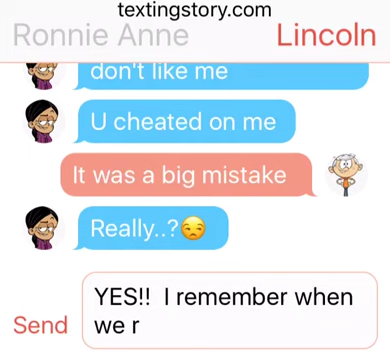 textingstory.com
Ronnie Anne Lincoln
don't like me
U cheated on me
It was a big mistake
Really..?😒
YES!!  I remember when
Send we r